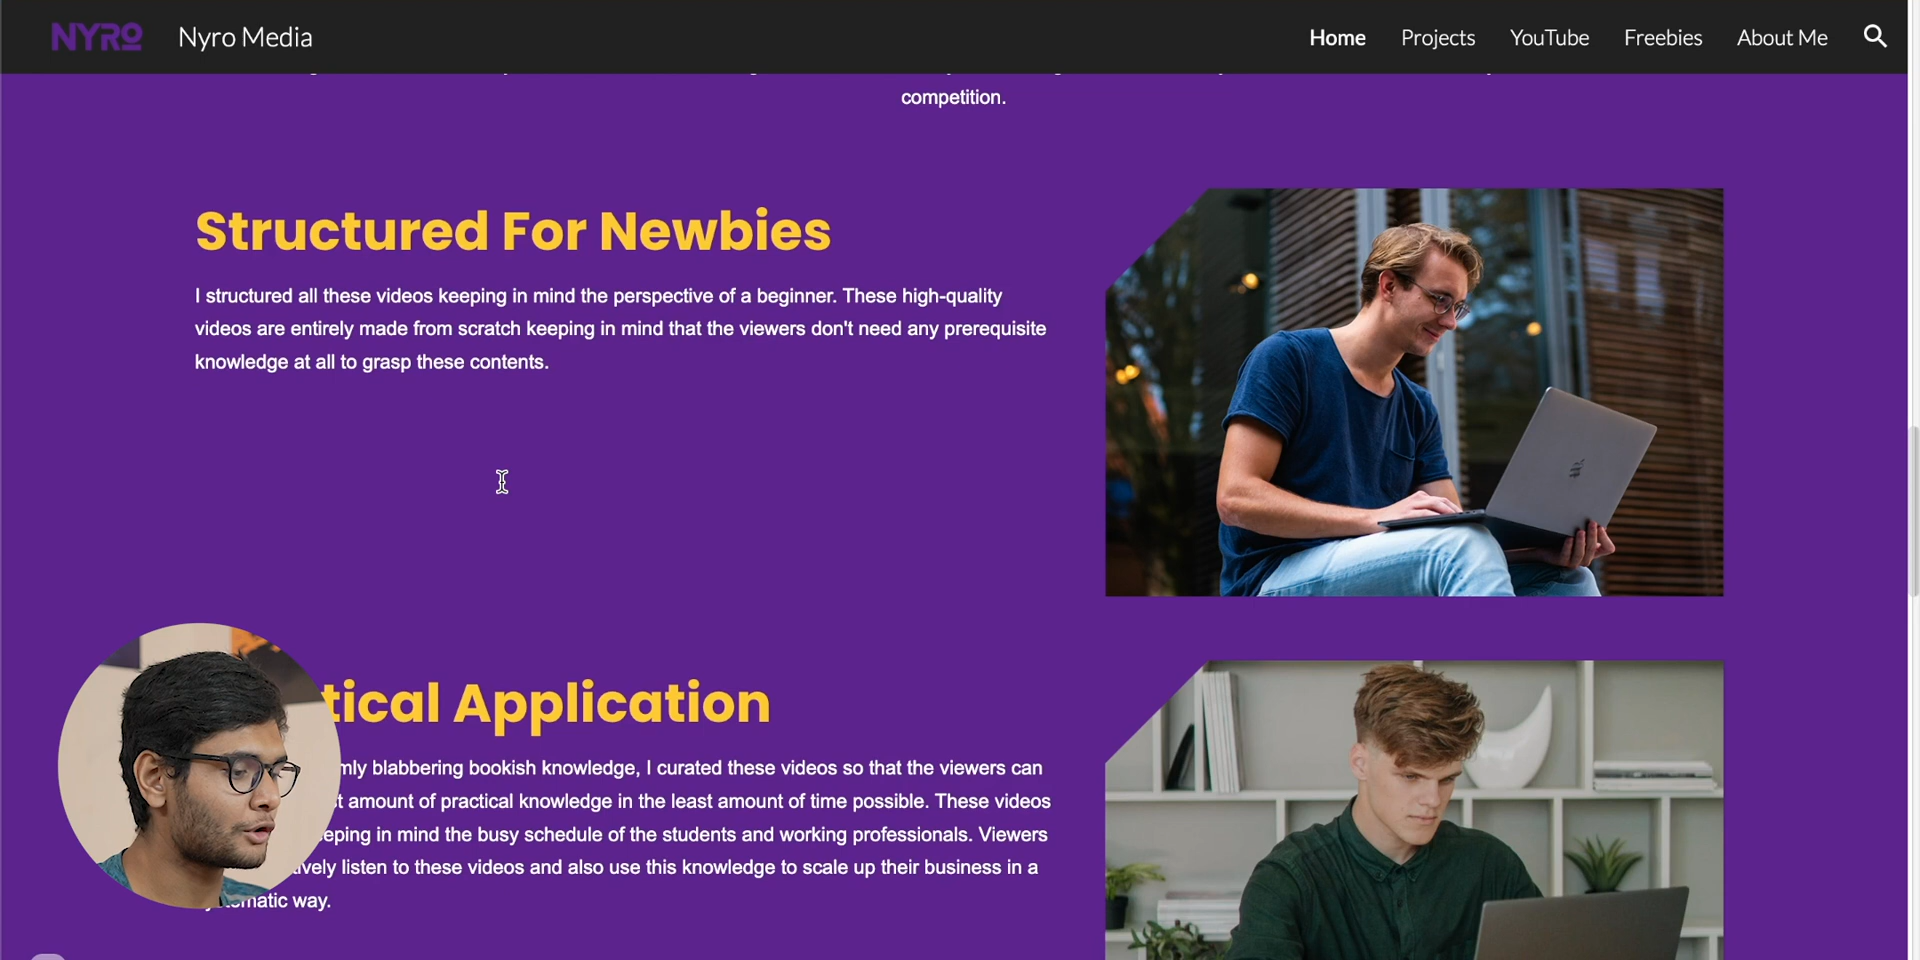 NYRO Nyro Media Home Projects YouTube Freebies About Me
competition.
Structured For Newbies
I structured all these videos keeping in mind the perspective of a beginner. These high-quality
videos are entirely made from scratch keeping in mind that the viewers don't need any prerequisite
knowledge at all to grasp these contents.
tical Application
mly blabbering bookish knowledge, I curated these videos so that the viewers can
t amount of practical knowledge in the least amount of time possible. These videos
eping in mind the busy schedule of the students and working professionals. Viewers
ively listen to these videos and also use this knowledge to scale up their business in a
ematic way.